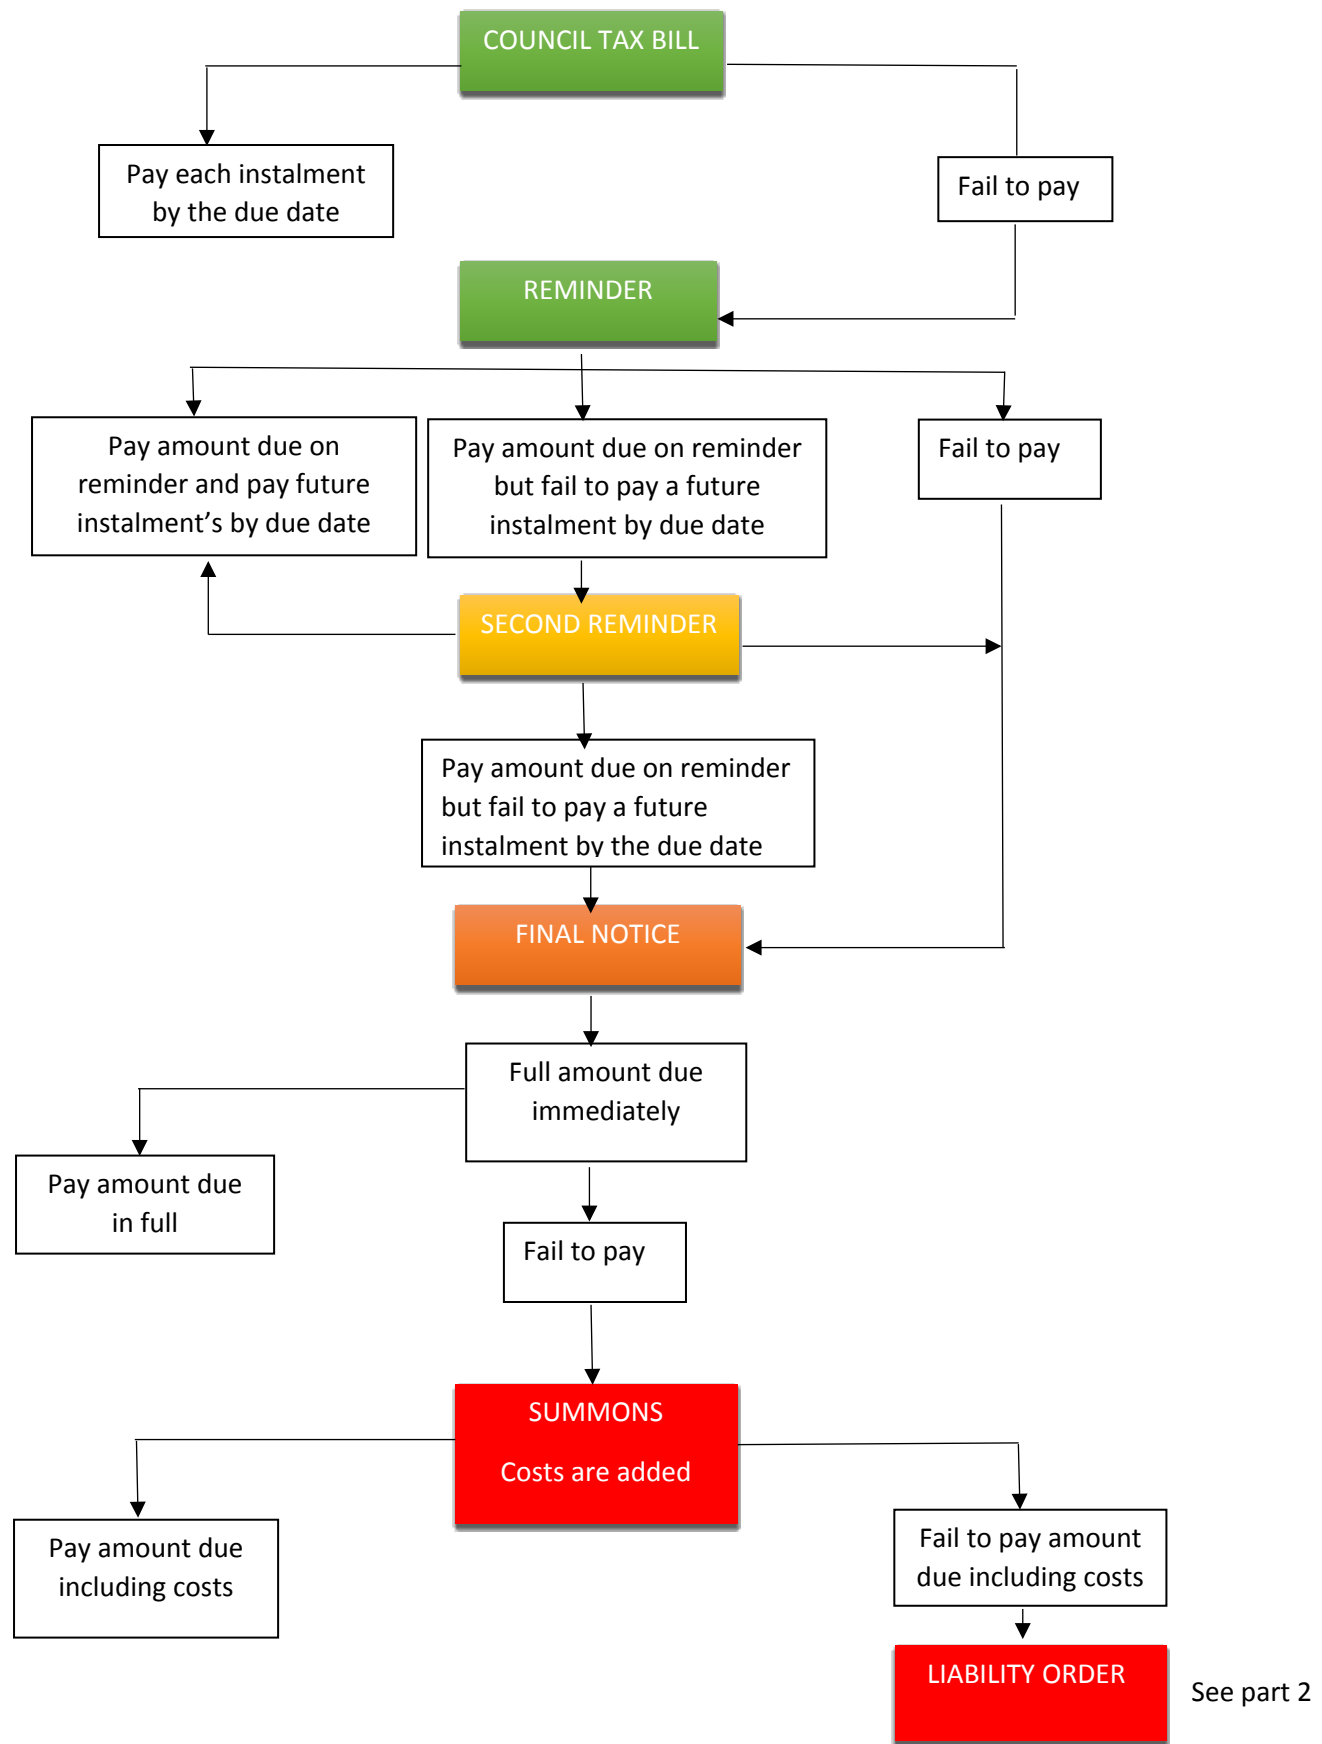 COUNCIL TAX BILL
Pay each instalment
by the due date
Fail to pay
REMINDER
Pay amount due on
reminder and pay future
instalment’s by due date
Pay amount due on reminder
but fail to pay a future
instalment by due date
Fail to pay
SECOND REMINDER
Pay amount due on reminder
but fail to pay a future
instalment by the due date
FINAL NOTICE
Full amount due
immediately
Pay amount due
in full
Fail to pay
SUMMONS
Costs are added
Pay amount due
including costs
Fail to pay amount
due including costs
LIABILITY ORDER
See part 2